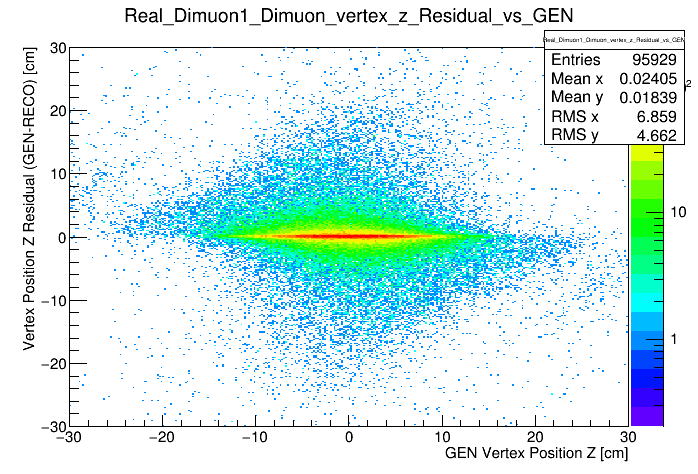 Real_Dimuon1_Dimuon_vertex_z_Residual_vs_GEN
Real_Dimuon1_Dimuon_vertex_z_Residual_vs_GEN
Entries 95929
Mean x 0.02405
Mean y 0.01839
RMS x 6.859
RMS y 4.662
Vertex Position Z Residual (GEN-RECO) [cm]
30
20
10
0
−10
−20
−30
2
10
1
−30 −20 −10 0 10 20 30
GEN Vertex Position Z [cm]